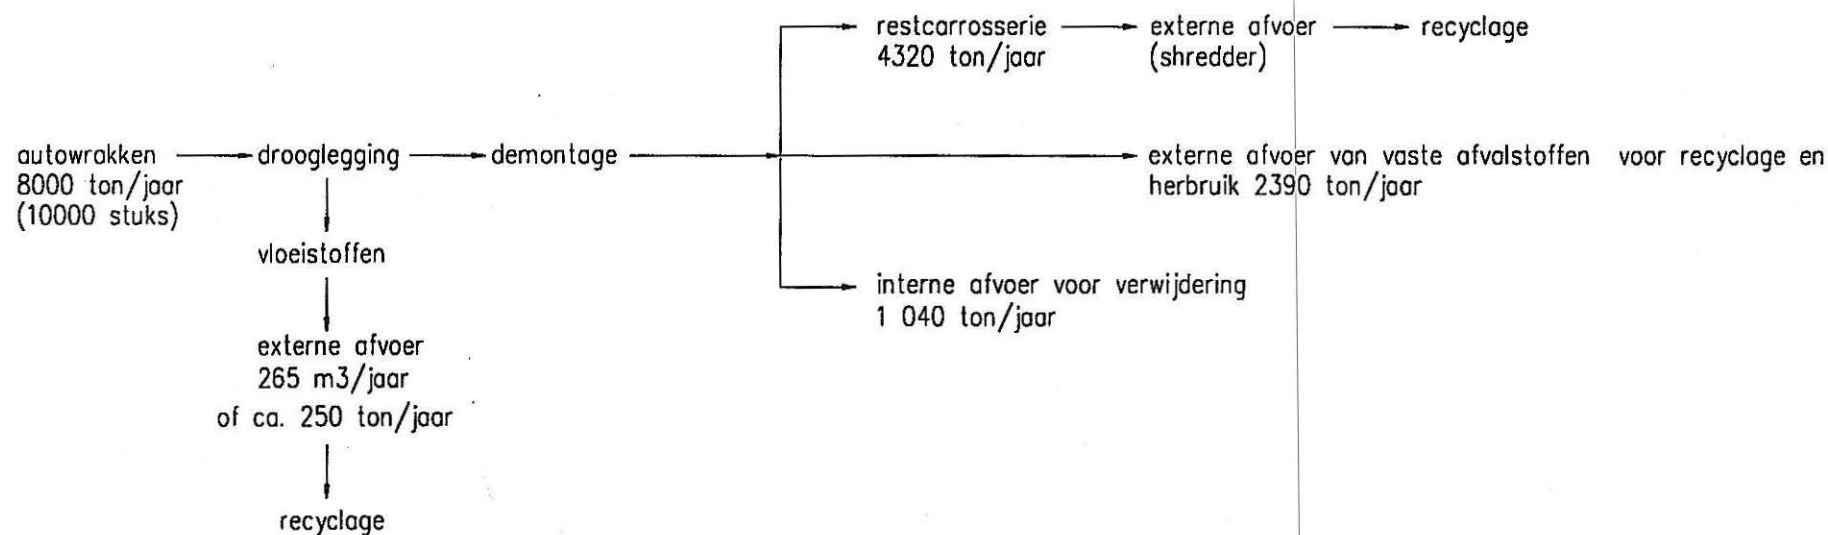 restcarrosserie
4320 ton/jaar
externe afvoer
(shredder)
recyclage
autowrakken
8000 ton/jaar
(10000 stuks)
drooglegging
demontage
externe afvoer van vaste afvalstoffen voor recyclage en
herbruik 2390 ton/jaar
vloeistoffen
interne afvoer voor verwijdering
1 040 ton/jaar
externe afvoer
265 m3/jaar
of ca. 250 ton/jaar
recyclage